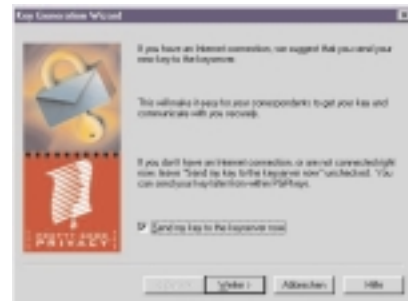 Key Generation Wizard
If you have an Internet connection, we suggest that you send your
new key to the keyserver.
This will make it easy for your correspondents to get your key and
communicate with you securely.
If you don't have an Internet connection, or are not connected right
now, leave "Send my key to the keyserver now" unchecked. You
can send your key later from within PGPkeys.
Send my key to the keyserver now
PRETTY GOOD
PRIVACY
Weiter > Abbrechen Hilfe